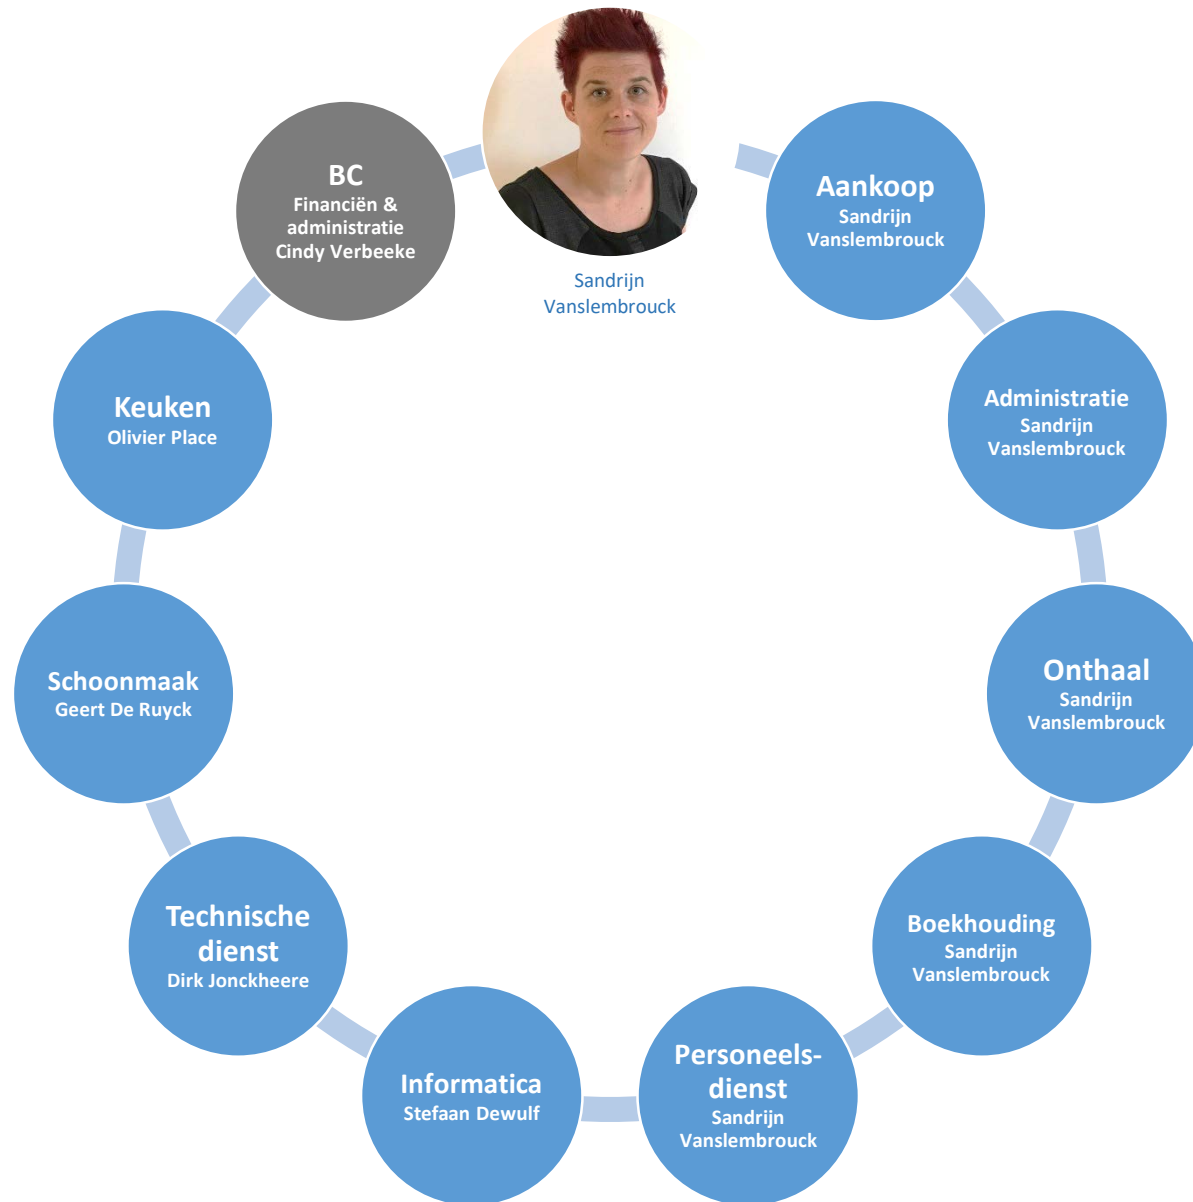 Sandrijn
Vanslembrouck
Aankoop
Sandrijn
Vanslembrouck
Administratie
Sandrijn
Vanslembrouck
Onthaal
Sandrijn
Vanslembrouck
Boekhouding
Sandrijn
Vanslembrouck
Personeels-
dienst
Sandrijn
Vanslembrouck
Informatica
Stefaan Dewulf
Technische
dienst
Dirk Jonckheere
Schoonmaak
Geert De Ruyck
Keuken
Olivier Place
BC
Financiën &
administratie
Cindy Verbeeke